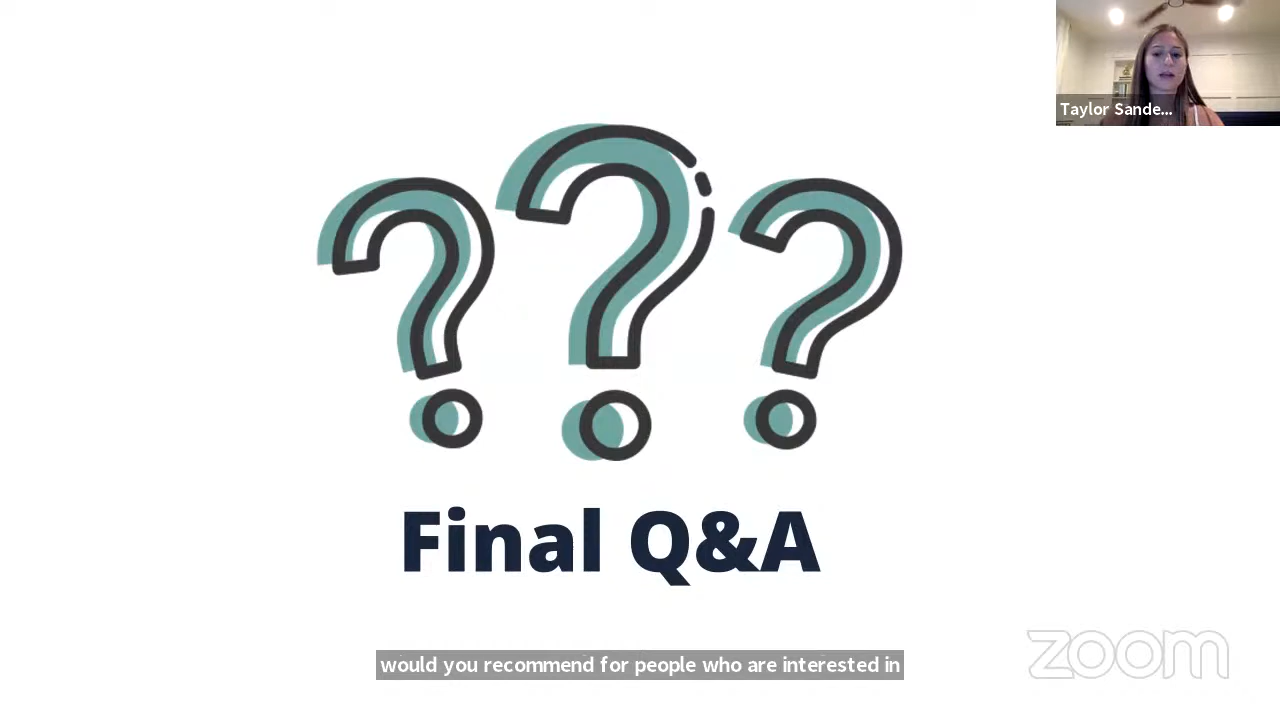 Taylor Sande...
Final Q&A
would you recommend for people who are interested in
zoom